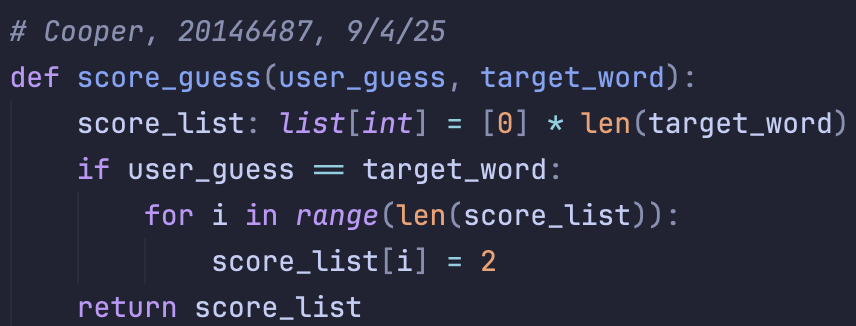 # Cooper, 20146487, 9/4/25
def score_guess(user_guess, target_word):
    score_list: list[int] = [0] * len(target_word)
    if user_guess == target_word:
        for i in range(len(score_list)):
            score_list[i] = 2
    return score_list